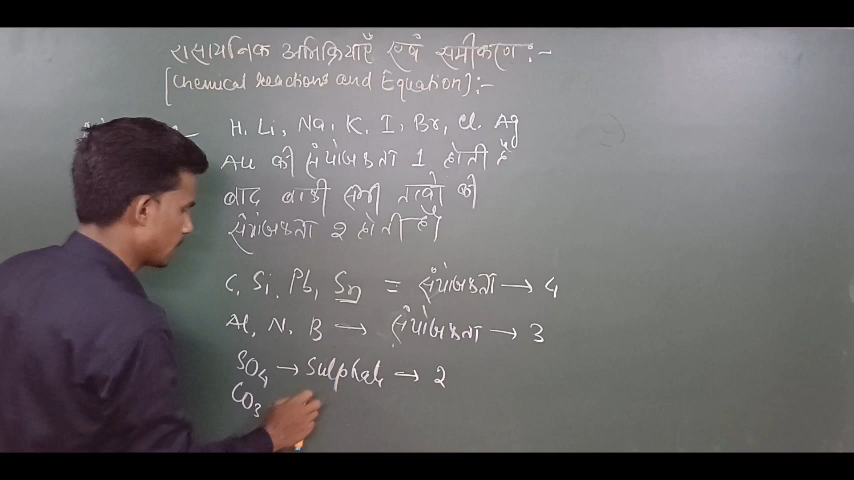 रासायनिक अभिक्रियाएँ एवं समीकरण :-
[Chemical reactions and Equation] :-
H, Li, Na, K, I, Br, Cl. Ag
Au की संयोजकता 1 होती है
बाद बाकी सभी तत्वो की
संयोजकता 2 होती है।
C, Si, Pb, Sn = संयोजकता → 4
Al, N, B → संयोजकता → 3
SO4 → Sulphate → 2
CO3